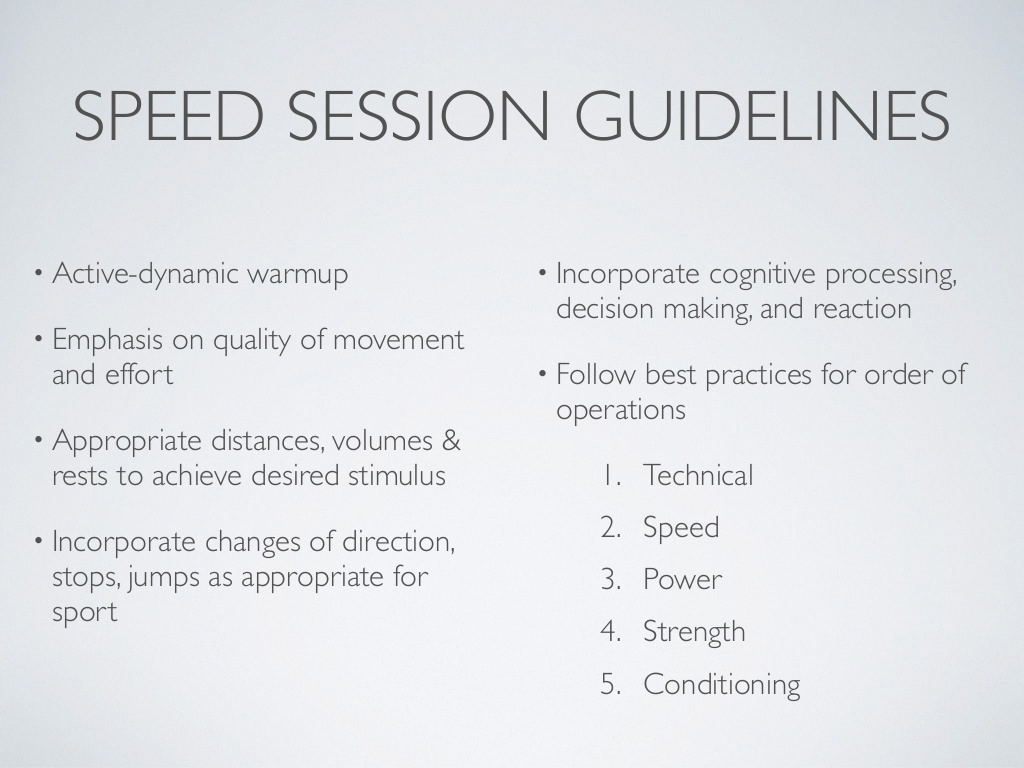 SPEED SESSION GUIDELINES
• Active-dynamic warmup
• Emphasis on quality of movement
and effort
• Appropriate distances, volumes &
rests to achieve desired stimulus
• Incorporate changes of direction,
stops, jumps as appropriate for
sport
• Incorporate cognitive processing,
decision making, and reaction
• Follow best practices for order of
operations
1. Technical
2. Speed
3. Power
4. Strength
5. Conditioning